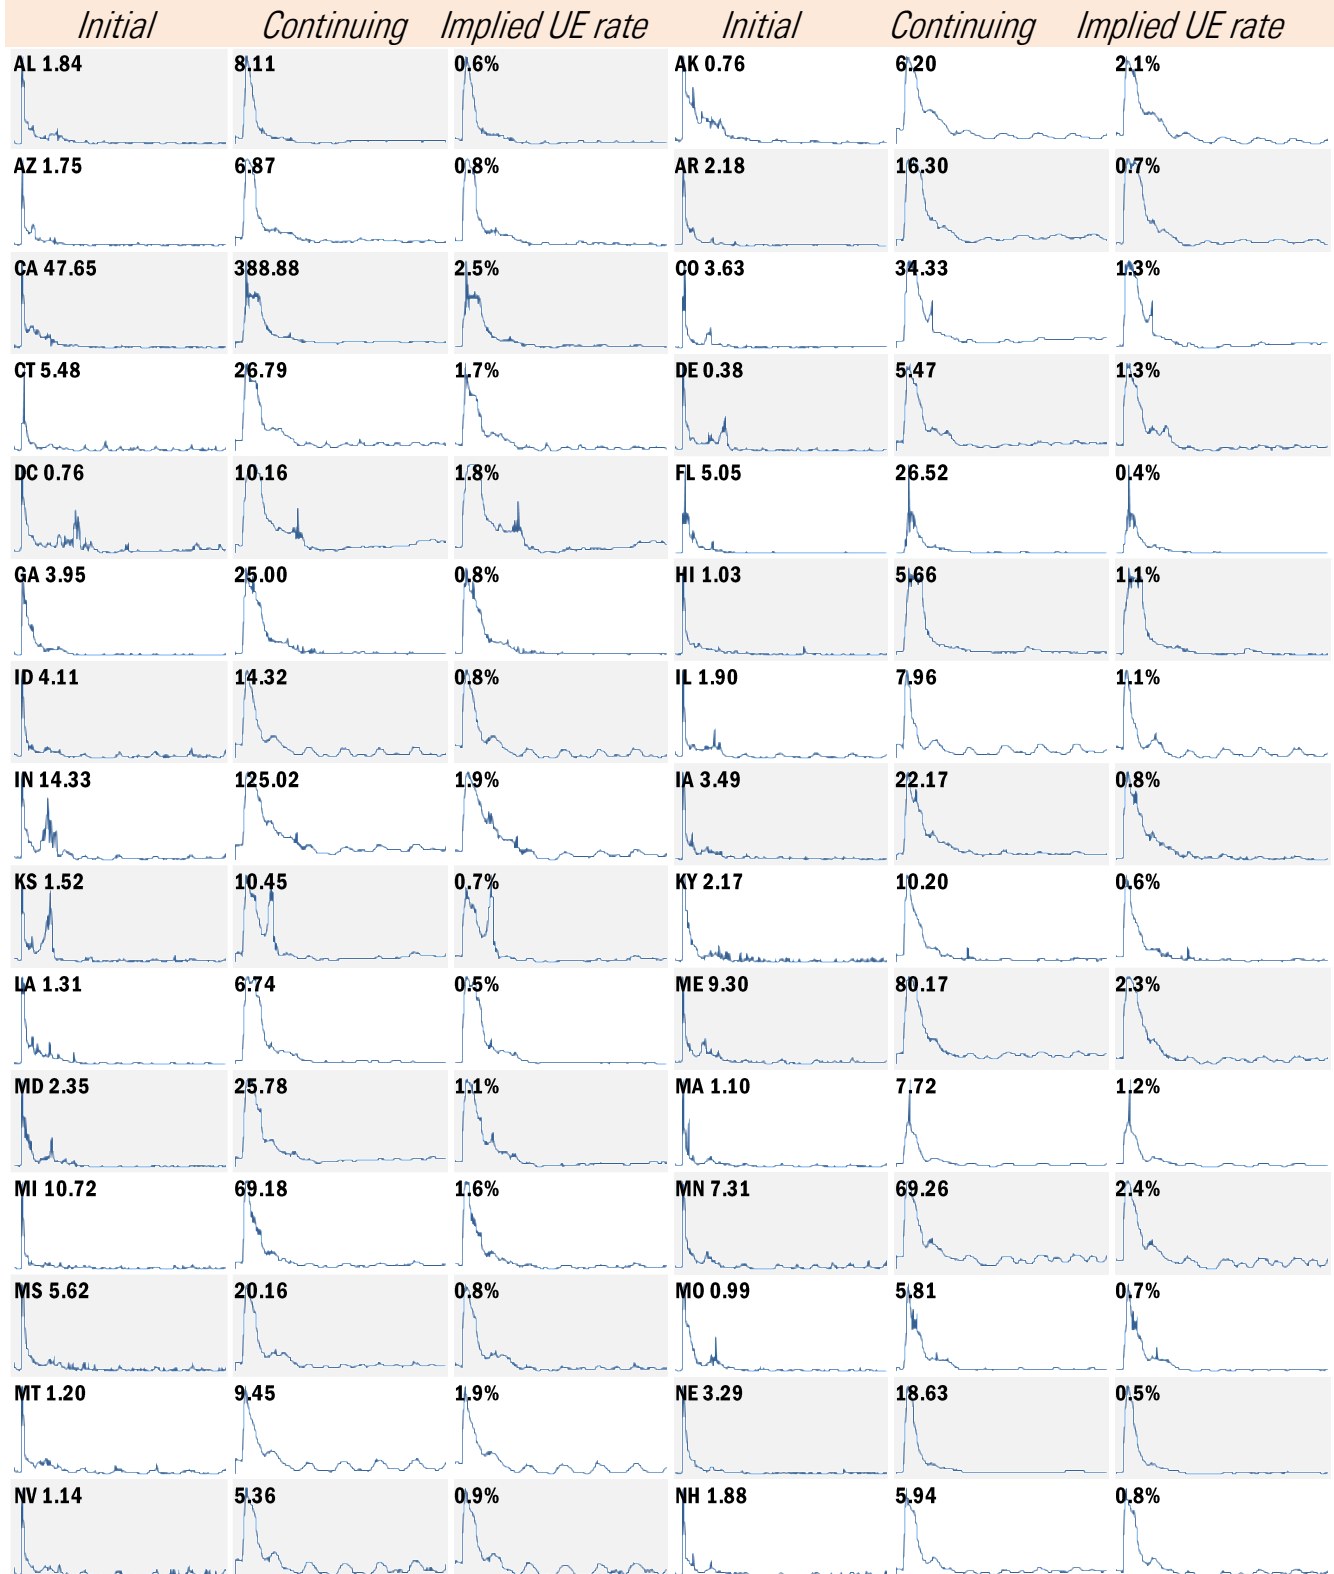 Initial Continuing Implied UE rate Initial Continuing Implied UE rate
AL 1.84 8.11 0.6% AK 0.76 6.20 2.1%
AZ 1.75 6.87 0.8% AR 2.18 16.30 0.7%
CA 47.65 388.88 2.5% CO 3.63 34.33 1.3%
CT 5.48 26.79 1.7% DE 0.38 5.47 1.3%
DC 0.76 10.16 1.8% FL 5.05 26.52 0.4%
GA 3.95 25.00 0.8% HI 1.03 5.66 1.1%
ID 4.11 14.32 0.8% IL 1.90 7.96 1.1%
IN 14.33 125.02 1.9% IA 3.49 22.17 0.8%
KS 1.52 10.45 0.7% KY 2.17 10.20 0.6%
LA 1.31 6.74 0.5% ME 9.30 80.17 2.3%
MD 2.35 25.78 1.1% MA 1.10 7.72 1.2%
MI 10.72 69.18 1.6% MN 7.31 69.26 2.4%
MS 5.62 20.16 0.8% MO 0.99 5.81 0.7%
MT 1.20 9.45 1.9% NE 3.29 18.63 0.5%
NV 1.14 5.36 0.9% NH 1.88 5.94 0.8%